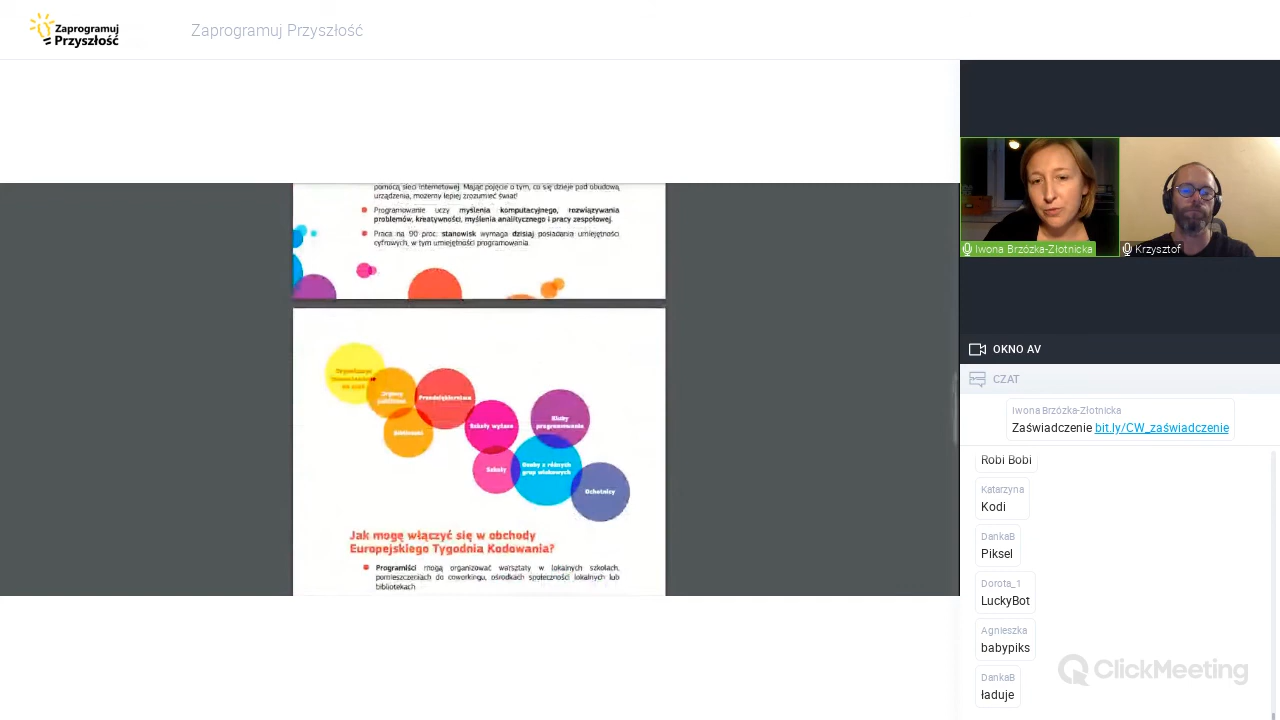 Zaprogramuj
Przyszłość
Zaprogramuj Przyszłość
pomocą sieci internetowej. Mając pojęcie o tym, co się dzieje pod obudową
urządzenia, możemy lepiej zrozumieć świat!
Programowanie uczy myślenia komputacyjnego, rozwiązywania
problemów, kreatywności, myślenia analitycznego i pracy zespołowej.
Praca na 90 proc. stanowisk wymaga dzisiaj posiadania umiejętności
cyfrowych, w tym umiejętności programowania.
Przedsiębiorstwa
Szkoły wyższe
Kluby
programowania
Szkoły
Osoby z różnych
grup wiekowych
Ochotnicy
Jak mogę włączyć się w obchody
Europejskiego Tygodnia Kodowania?
Programiści mogą organizować warsztaty w lokalnych szkołach,
pomieszczeniach do coworkingu, ośrodkach społeczności lokalnych lub
bibliotekach.
Iwona Brzózka-Złotnicka
Krzysztof
OKNO AV
CZAT
Iwona Brzózka-Złotnicka
Zaświadczenie bit.ly/CW_zaświadczenie
Robi Bobi
Katarzyna
Kodi
DankaB
Piksel
Dorota_1
LuckyBot
Agnieszka
babypiks
DankaB
ładuje
ClickMeeting